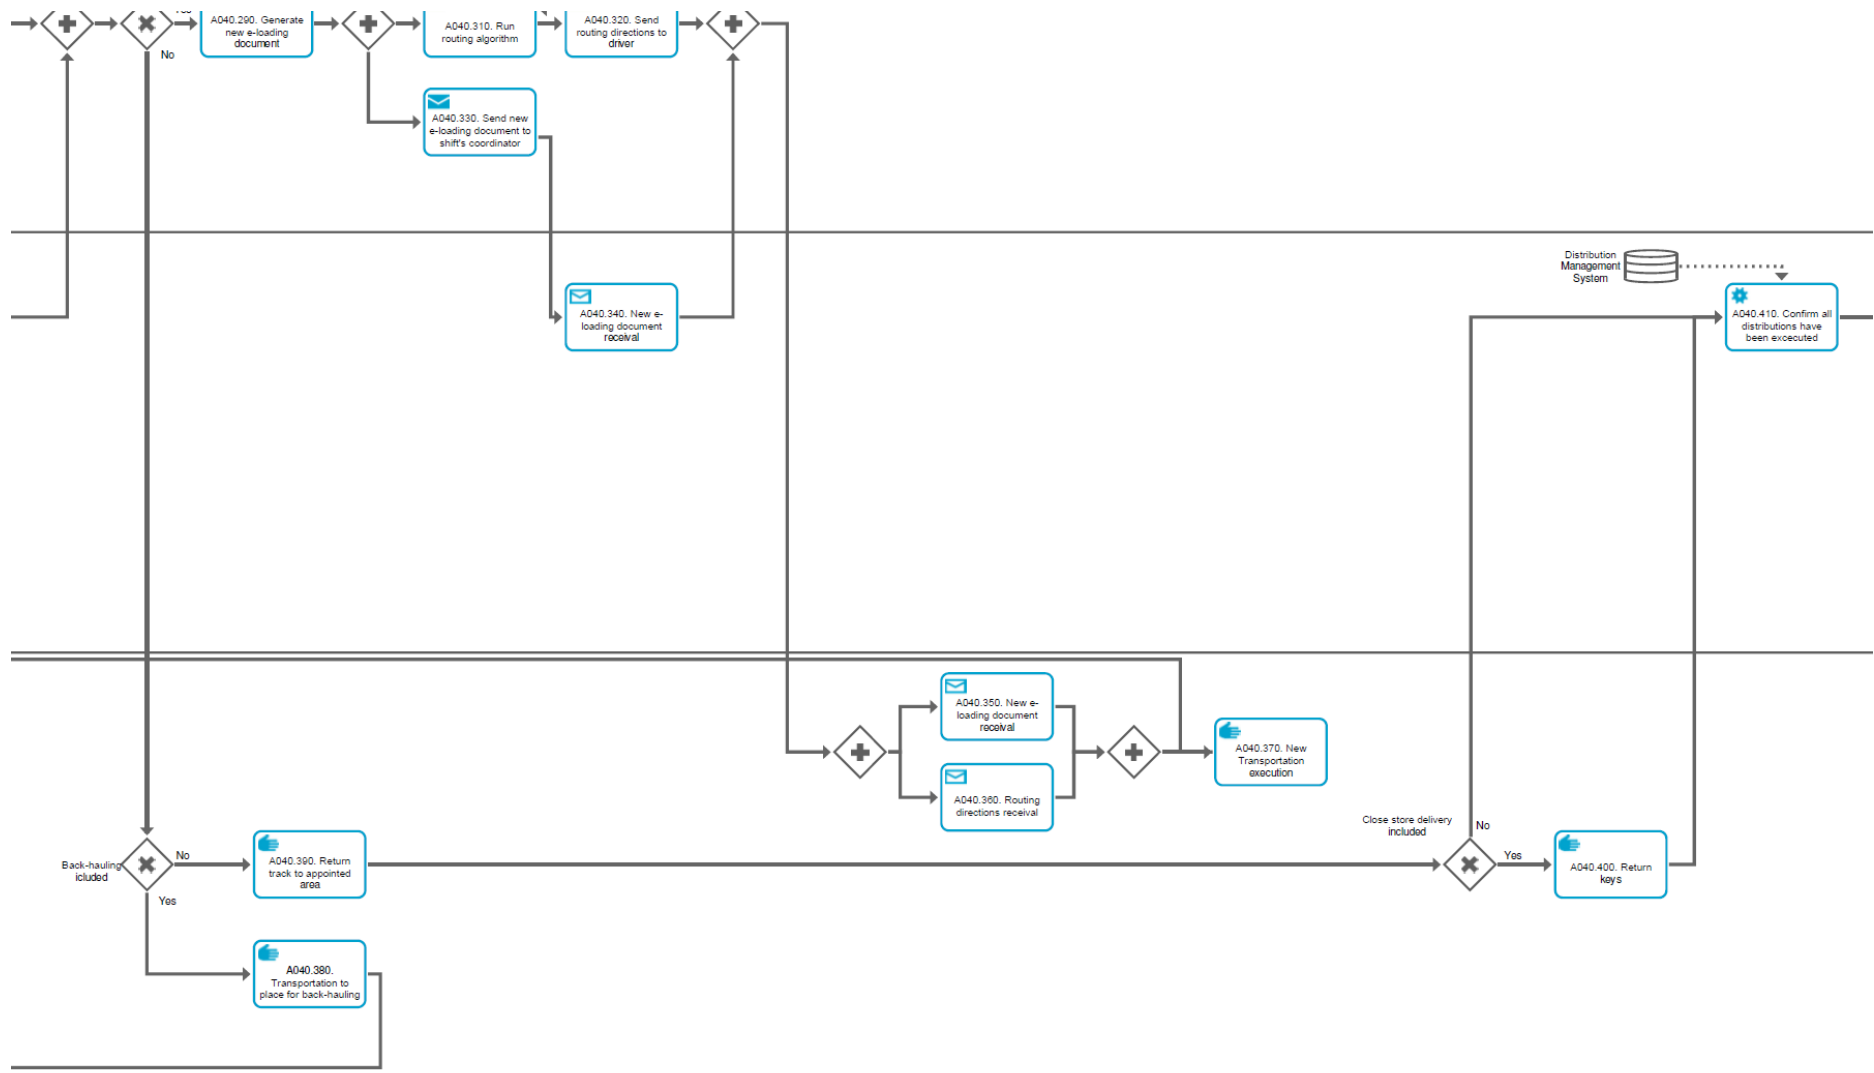 Yes
A040.290. Generate
new e-loading
document
A040.310. Run
routing algorithm
A040.320. Send
routing directions to
driver
No
A040.330. Send new
e-loading document to
shift's coordinator
Distribution
Management
System
A040.340. New e-
loading document
receival
A040.410. Confirm all
distributions have
been excecuted
A040.350. New e-
loading document
receival
A040.370. New
Transportation
execution
A040.360. Routing
directions receival
Close store delivery
included
No
Back-hauling
icluded
No
A040.390. Return
track to appointed
area
Yes
A040.400. Return
keys
Yes
A040.380.
Transportation to
place for back-hauling